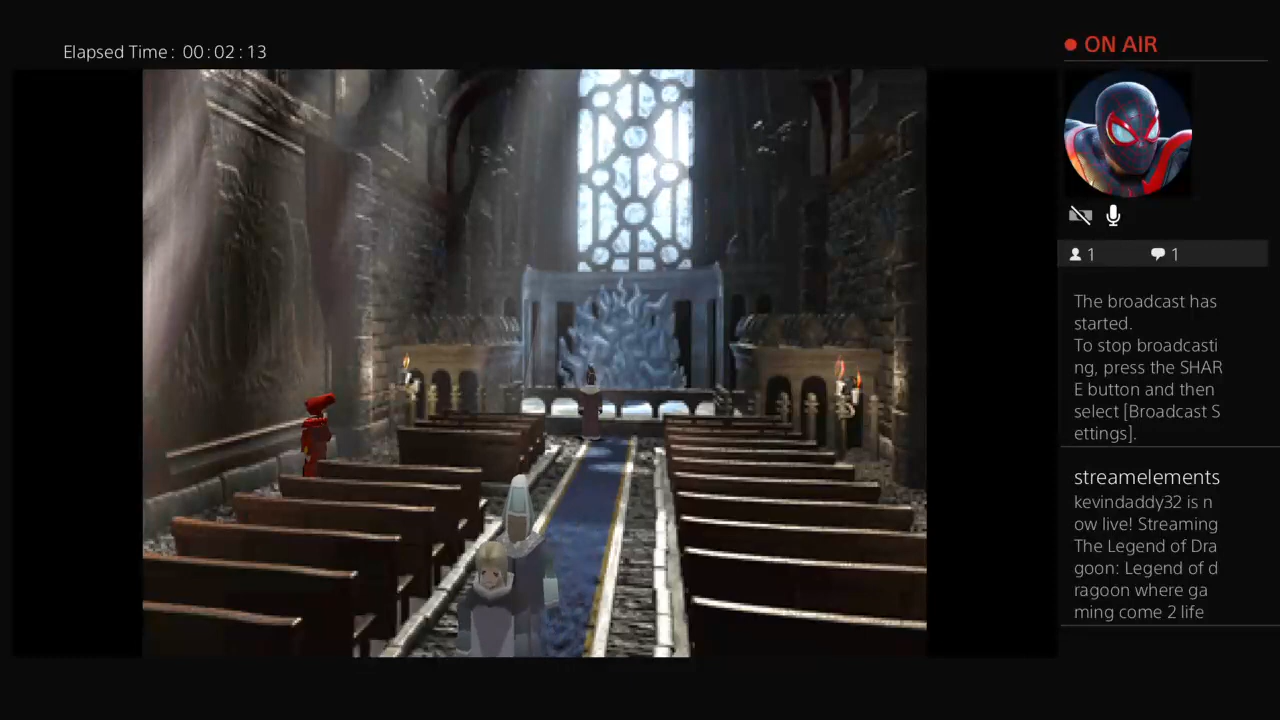 Elapsed Time: 00:02:13
ON AIR
1
1
The broadcast has
started.
To stop broadcasti
ng, press the SHAR
E button and then
select [Broadcast S
ettings].
streamelements
kevindaddy32 is n
ow live! Streaming
The Legend of Dra
goon: Legend of d
ragoon where ga
ming come 2 life